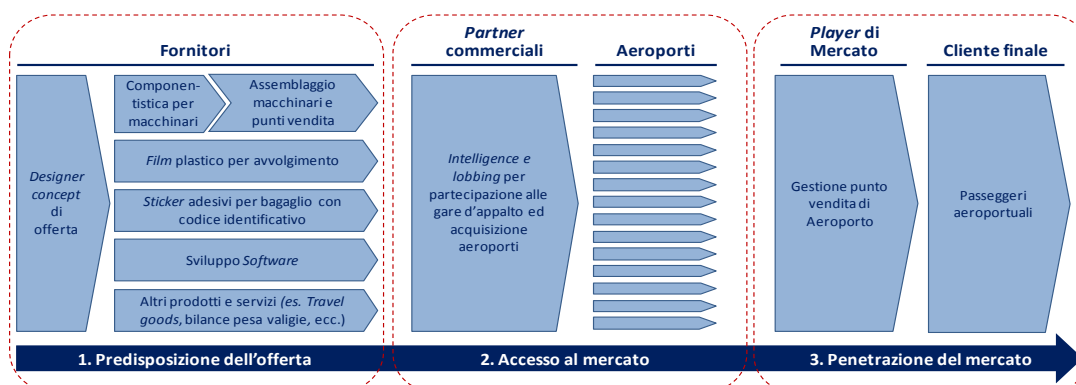 Fornitori
Partner di
commerciali
Aeroporti
Player di
Mercato
Cliente finale
Designer
concept di
offerta
Componen-
tistica per
macchinari
Assemblaggio
macchinari e
punti vendita
Film plastico per avvolgimento
Sticker adesivi per bagaglio con
codice identificativo
Sviluppo Software
Altri prodotti e servizi (es. Travel
goods, bilance pesa valigie, ecc.)
Intelligence e
lobbing per
partecipazione alle
gare d'appalto ed
acquisizione
aeroporti
Gestione punto
vendita di
Aeroporto
Passeggeri
aeroportuali
1. Predisposizione dell'offerta
2. Accesso al mercato
3. Penetrazione del mercato